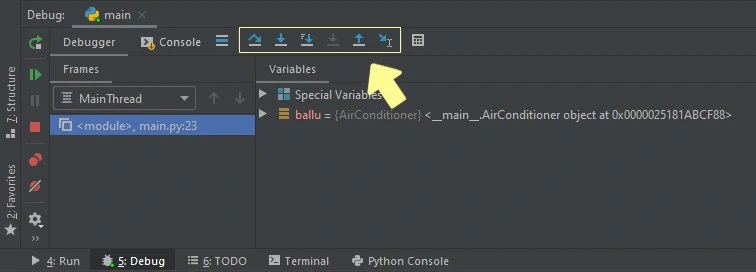 Debug:
main
Debugger
Console
Z: Structure
Frames
Variables
MainThread
Special Variables
<module>, main.py:23
ballu = {AirConditioner} <__main__.AirConditioner object at 0x0000025181ABCF88>
2: Favorites
4: Run
5: Debug
6: TODO
Terminal
Python Console